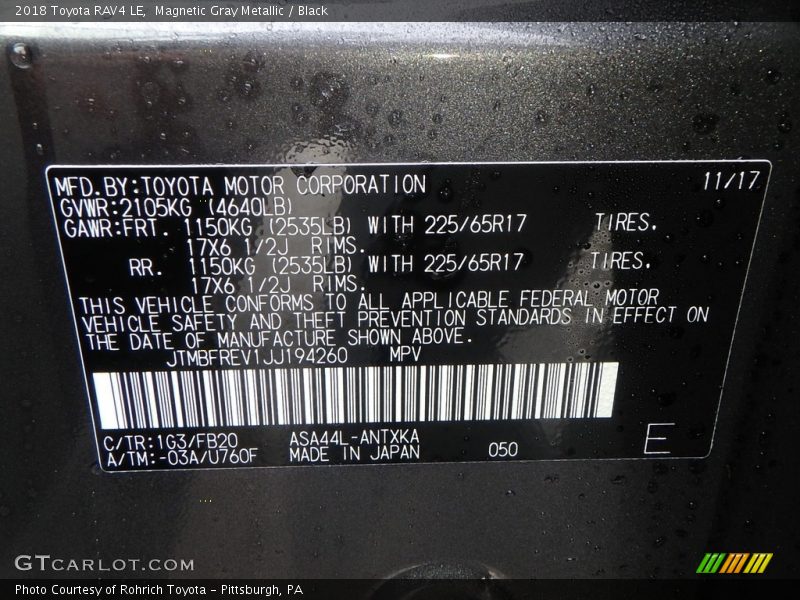 2018 Toyota RAV4 LE,  Magnetic Gray Metallic / Black
MFD.BY:TOYOTA MOTOR CORPORATION 11/17
GVWR:2105KG (4640LB)
GAWR:FRT. 1150KG (2535LB) WITH 225/65R17 TIRES.
17X6 1/2J RIMS.
RR. 1150KG (2535LB) WITH 225/65R17 TIRES.
17X6 1/2J RIMS.
THIS VEHICLE CONFORMS TO ALL APPLICABLE FEDERAL MOTOR
VEHICLE SAFETY AND THEFT PREVENTION STANDARDS IN EFFECT ON
THE DATE OF MANUFACTURE SHOWN ABOVE.
JTMBFREV1JJ194260 MPV
C/TR:1G3/FB20 ASA44L-ANTXKA
A/TM:-03A/U760F MADE IN JAPAN 050 E
GTCARLOT.COM
Photo Courtesy of Rohrich Toyota - Pittsburgh, PA